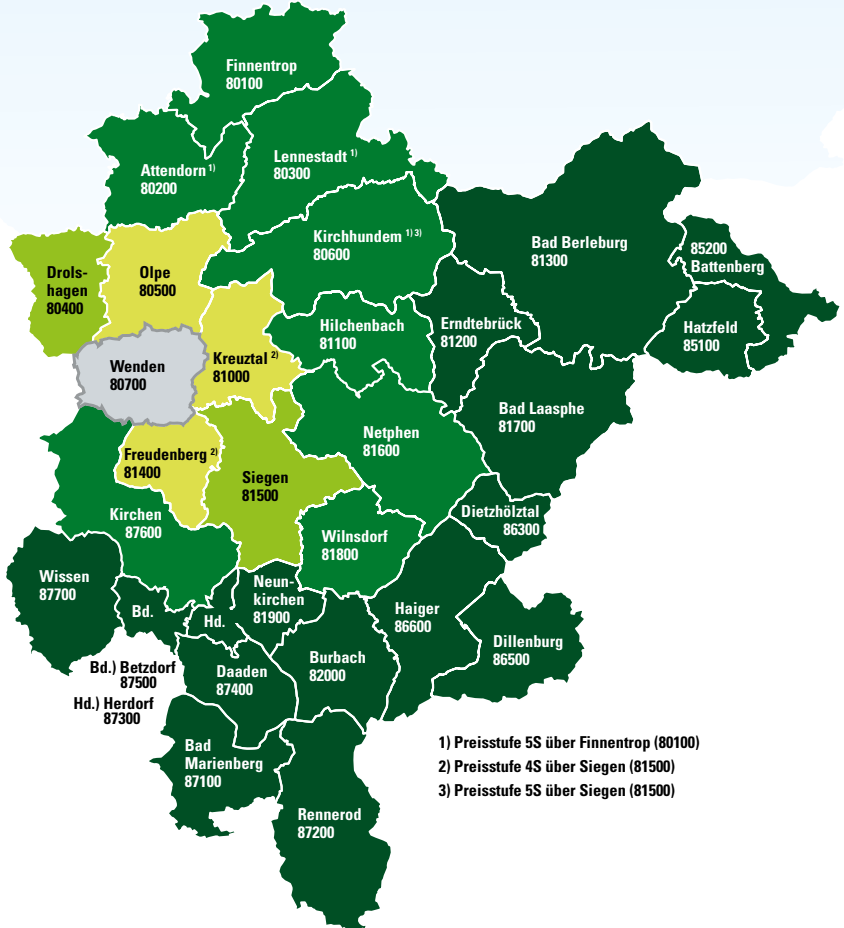 Finnentrop
80100
Attendorn 1)
80200
Lennestadt 1)
80300
Kirchhundem 1) 3)
80600
Bad Berleburg
81300
85200
Battenberg
Hatzfeld
85100
Drols-
hagen
80400
Olpe
80500
Wenden
80700
Kreuztal 2)
81000
Hilchenbach
81100
Erndtebrück
81200
Bad Laasphe
81700
Freudenberg 2)
81400
Siegen
81500
Netphen
81600
Dietzhölztal
86300
Kirchen
87600
Wilnsdorf
81800
Wissen
87700
Bd.
Hd.
Neun-
kirchen
81900
Haiger
86600
Dillenburg
86500
Burbach
82000
Daaden
87400
Bd.) Betzdorf
87500
Hd.) Herdorf
87300
Bad
Marienberg
87100
Rennerod
87200
1) Preisstufe 5S über Finnentrop (80100)
2) Preisstufe 4S über Siegen (81500)
3) Preisstufe 5S über Siegen (81500)